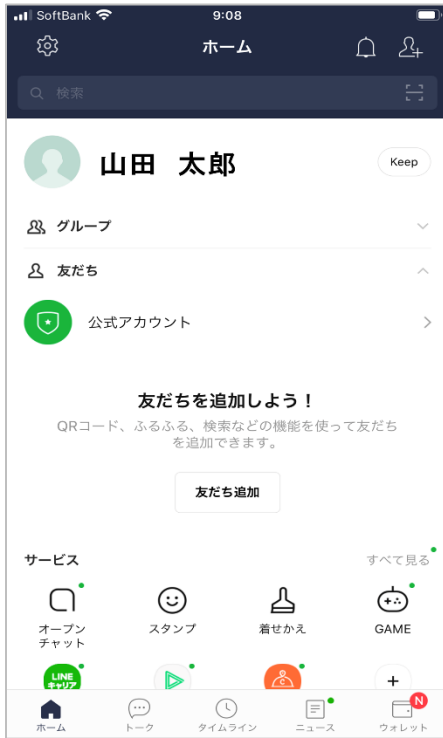 SoftBank 9:08
ホーム
検索
山田 太郎
Keep
グループ
友だち
公式アカウント
友だちを追加しよう！
QRコード、ふるふる、検索などの機能を使って友だち
を追加できます。
友だち追加
サービス すべて見る
オープン
チャット
スタンプ
着せかえ
GAME
LINE
キャリア
N
ホーム トーク タイムライン ニュース ウォレット